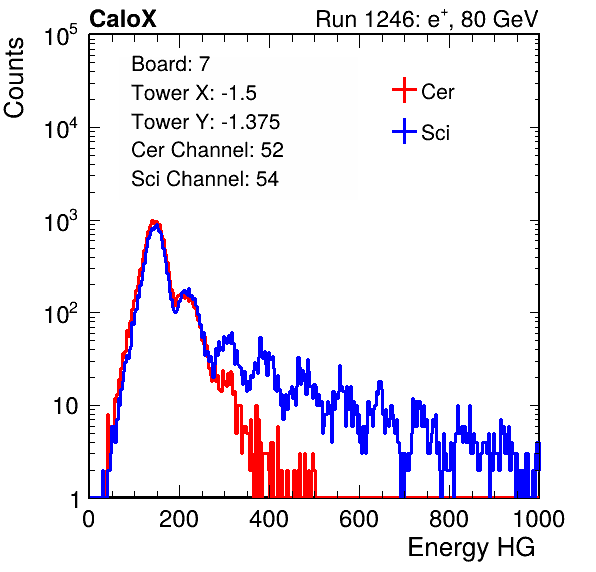 CaloX Run 1246: e⁺, 80 GeV
Board: 7
Tower X: -1.5
Tower Y: -1.375
Cer Channel: 52
Sci Channel: 54
Cer
Sci
Counts
10⁵
10⁴
10³
10²
10
1
0 200 400 600 800 1000
Energy HG